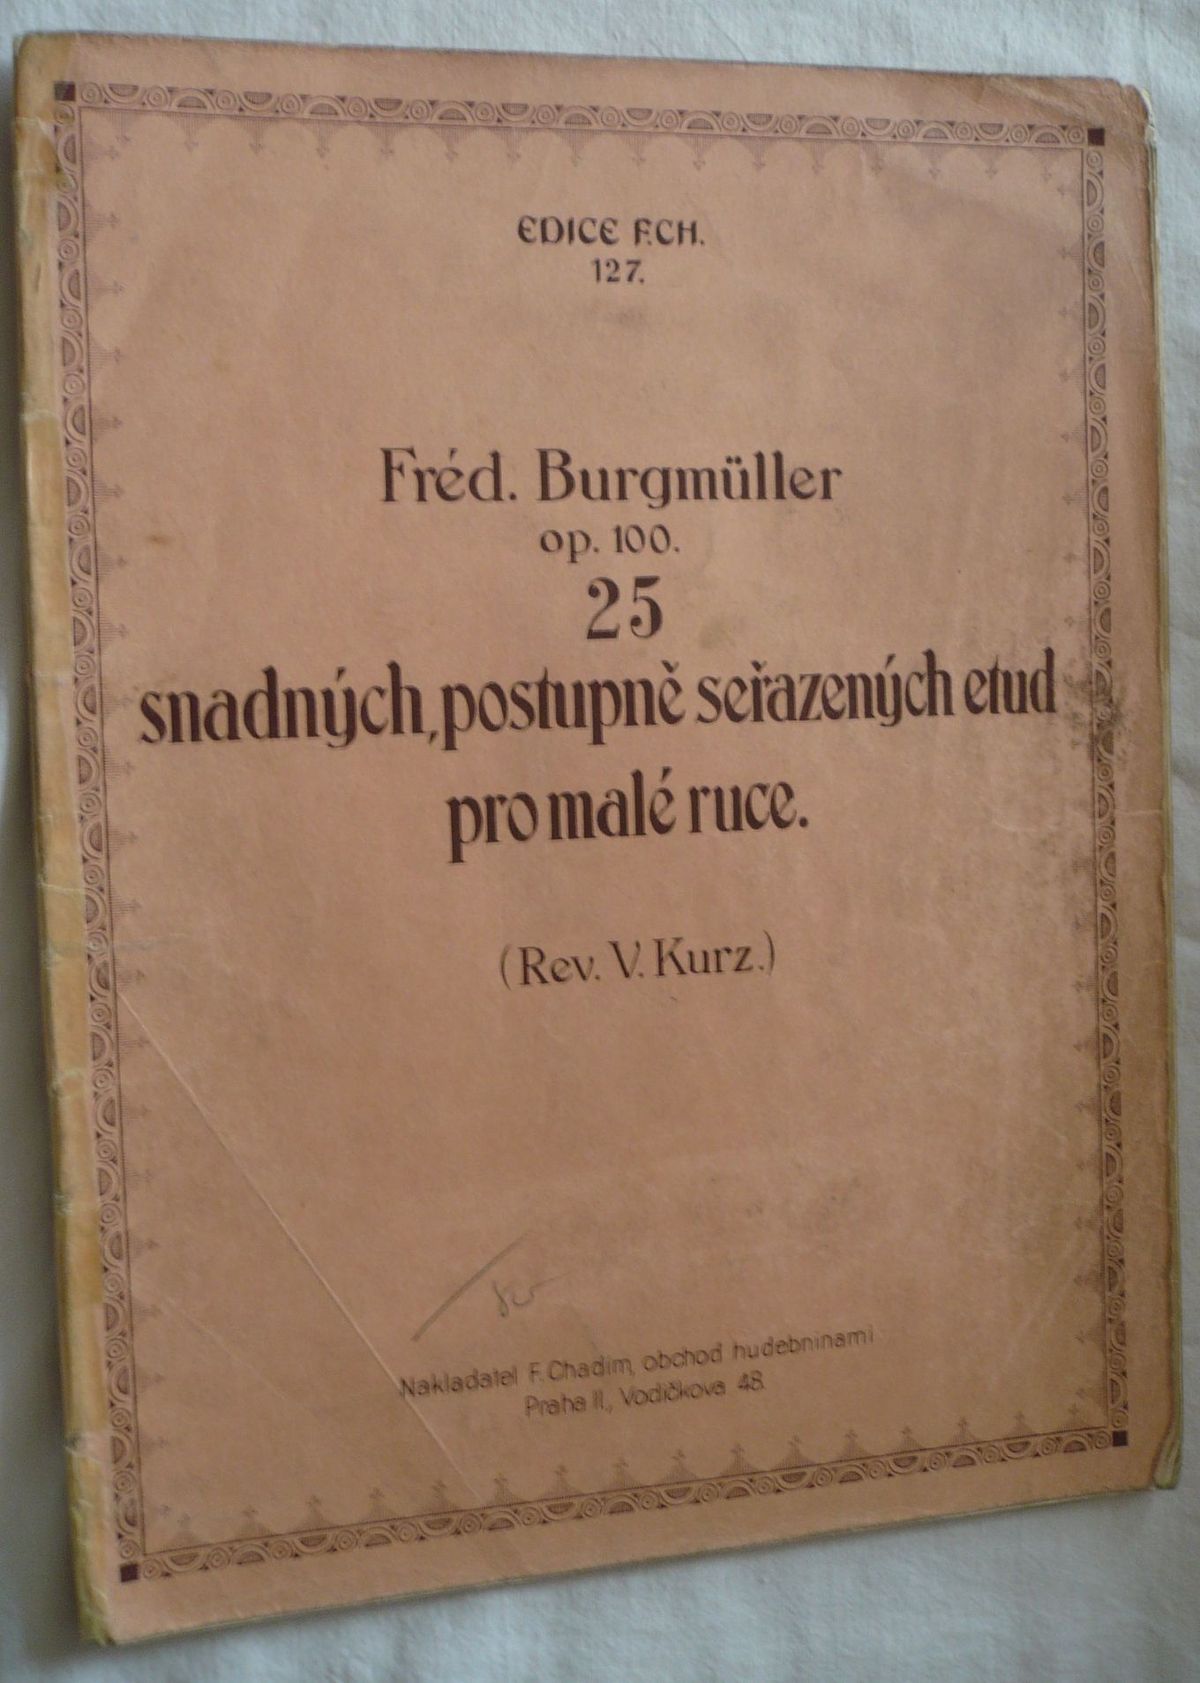 EDICE F.CH.
127.
Fréd. Burgmüller
op. 100.
25
snadných, postupně seřazených etud
pro malé ruce.
(Rev. V. Kurz.)
Nakladatel F. Chadim, obchod hudebninami
Praha II., Vodičkova 48.